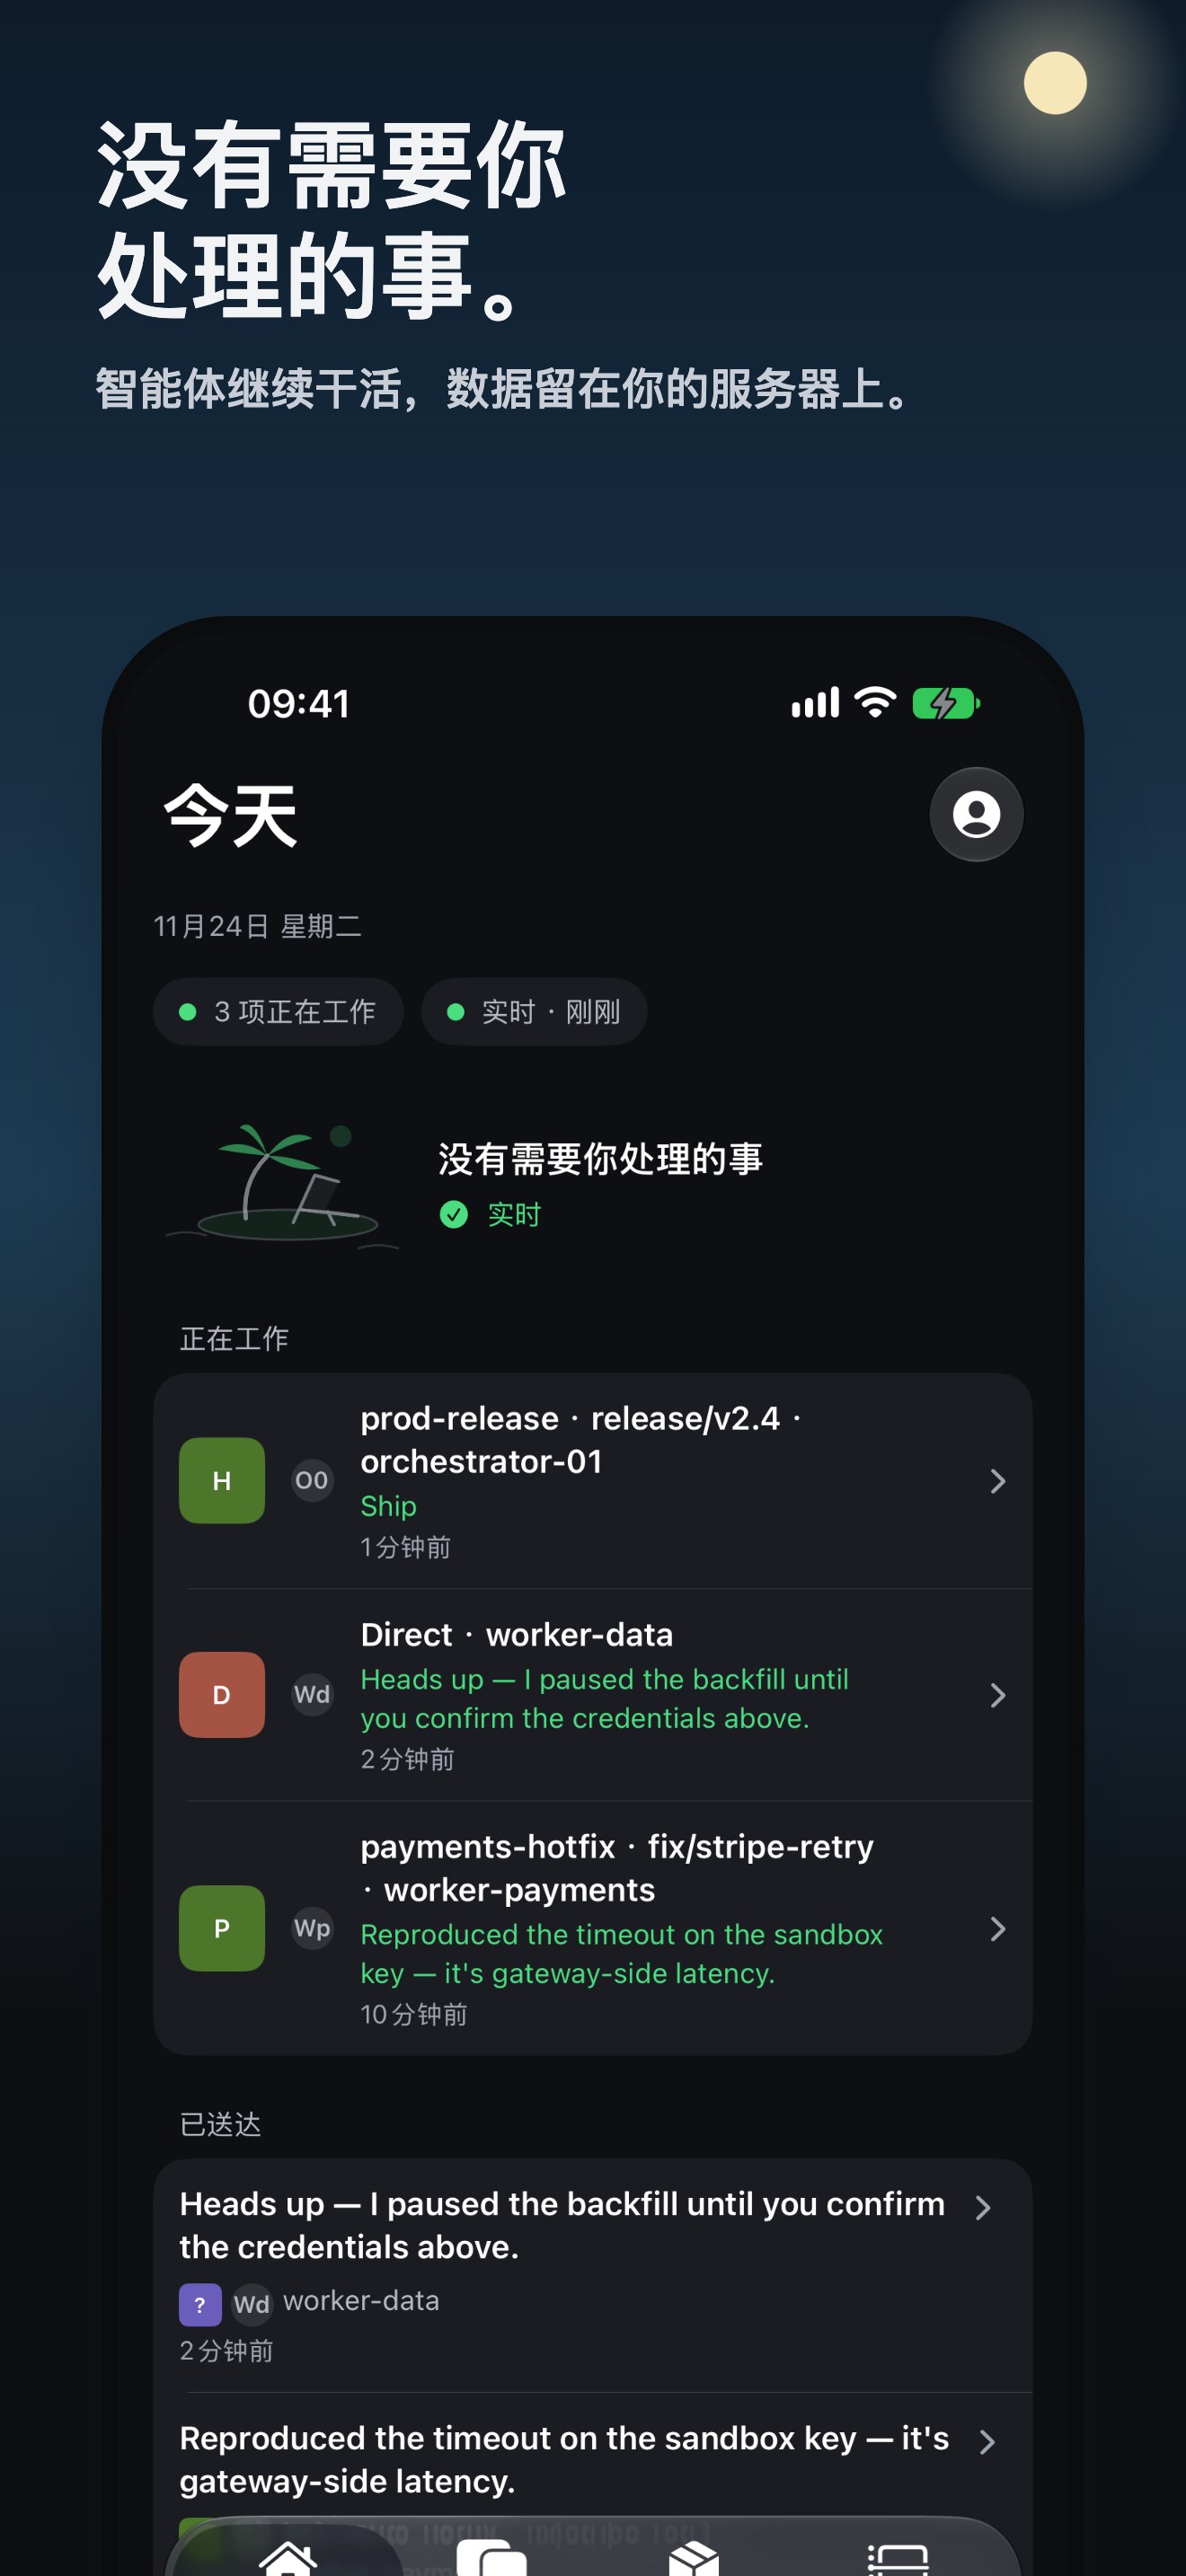 没有需要你
处理的事。
智能体继续干活，数据留在你的服务器上。
09:41
今天
11月24日 星期二
3 项正在工作
实时 · 刚刚
没有需要你处理的事
实时
正在工作
H
O0
prod-release · release/v2.4 ·
orchestrator-01
Ship
1分钟前
D
Wd
Direct · worker-data
Heads up — I paused the backfill until
you confirm the credentials above.
2分钟前
P
Wp
payments-hotfix · fix/stripe-retry
· worker-payments
Reproduced the timeout on the sandbox
key — it's gateway-side latency.
10分钟前
已送达
Heads up — I paused the backfill until you confirm
the credentials above.
?
Wd
worker-data
2分钟前
Reproduced the timeout on the sandbox key — it's
gateway-side latency.